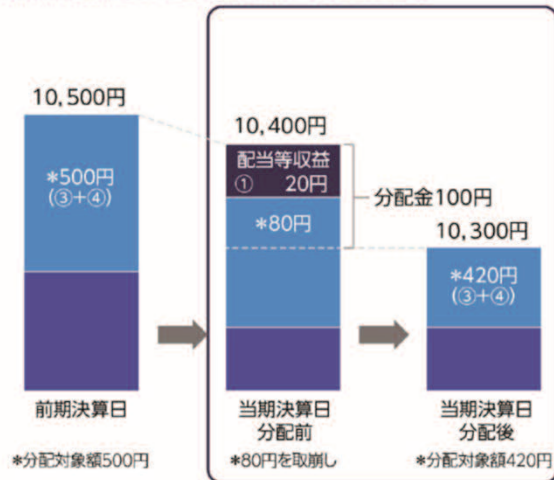 10,500円
*500円
(③+④)
前期決算日
*分配対象額500円
10,400円
配当等収益
① 20円
*80円
分配金100円
当期決算日
分配前
*80円を取崩し
10,300円
*420円
(③+④)
当期決算日
分配後
*分配対象額420円